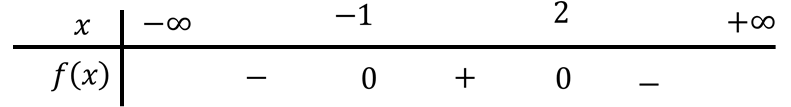 x −∞ −1 2 +∞
f(x) − 0 + 0 −